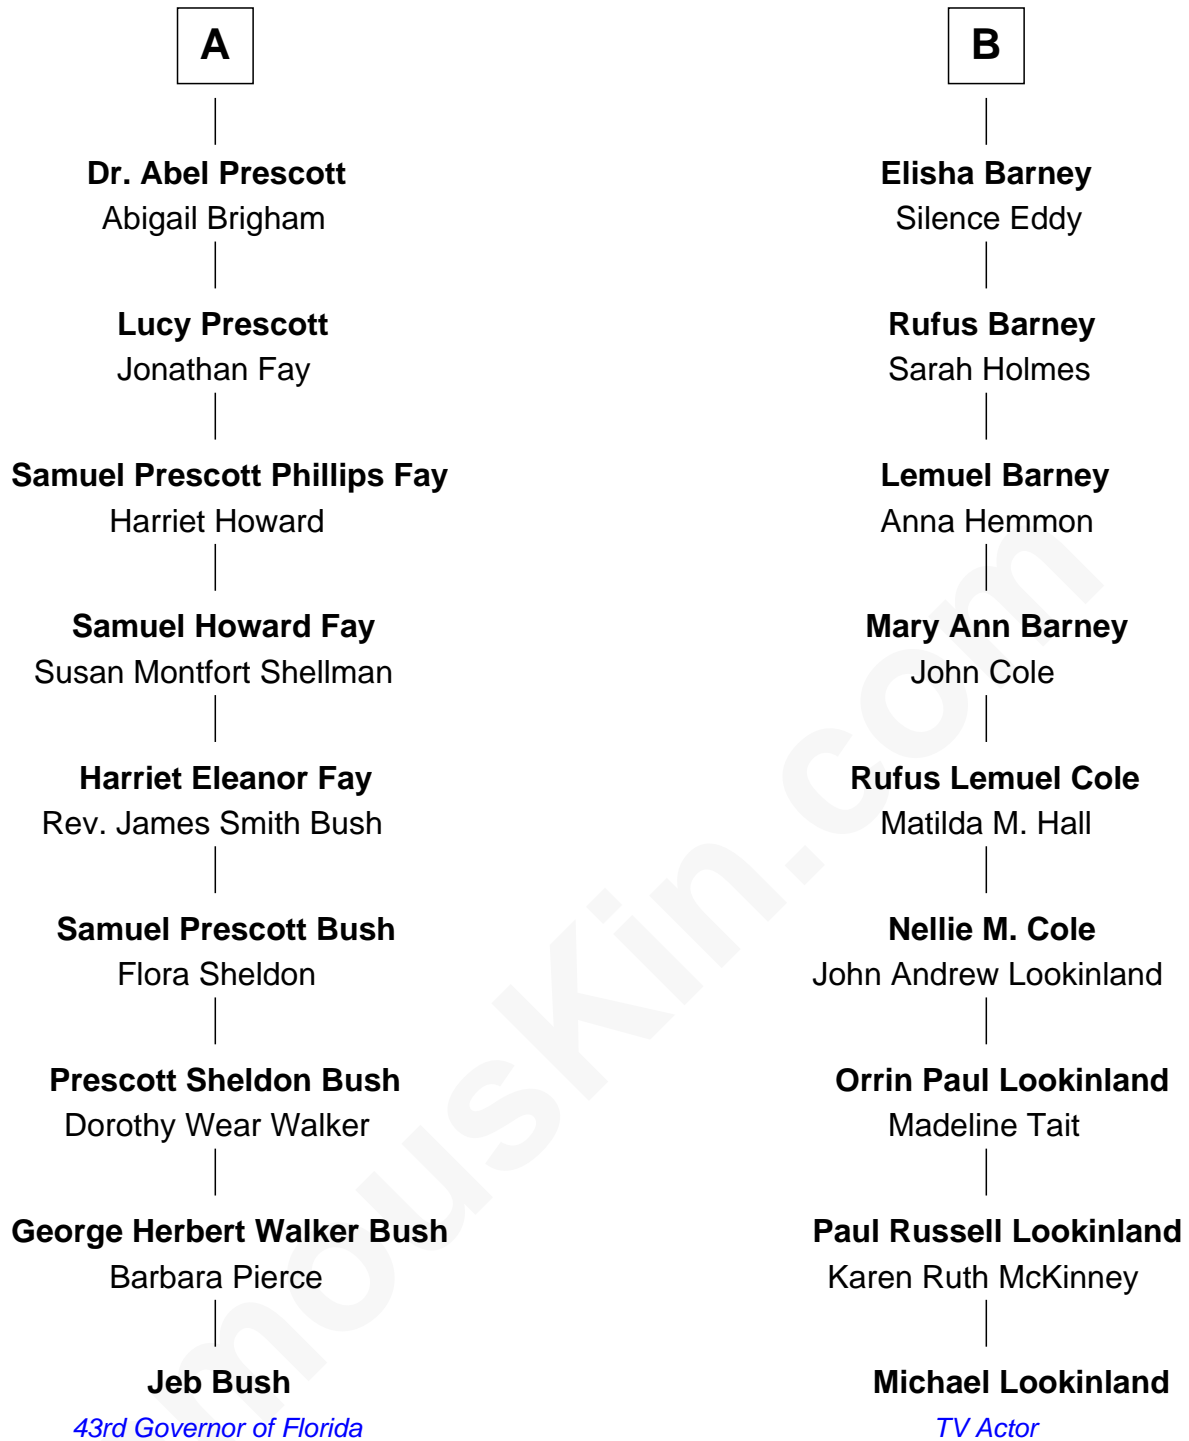 A
Dr. Abel Prescott
Abigail Brigham
Lucy Prescott
Jonathan Fay
Samuel Prescott Phillips Fay
Harriet Howard
Samuel Howard Fay
Susan Montfort Shellman
Harriet Eleanor Fay
Rev. James Smith Bush
Samuel Prescott Bush
Flora Sheldon
Prescott Sheldon Bush
Dorothy Wear Walker
George Herbert Walker Bush
Barbara Pierce
Jeb Bush
43rd Governor of Florida
B
Elisha Barney
Silence Eddy
Rufus Barney
Sarah Holmes
Lemuel Barney
Anna Hemmon
Mary Ann Barney
John Cole
Rufus Lemuel Cole
Matilda M. Hall
Nellie M. Cole
John Andrew Lookinland
Orrin Paul Lookinland
Madeline Tait
Paul Russell Lookinland
Karen Ruth McKinney
Michael Lookinland
TV Actor
mousKin.com